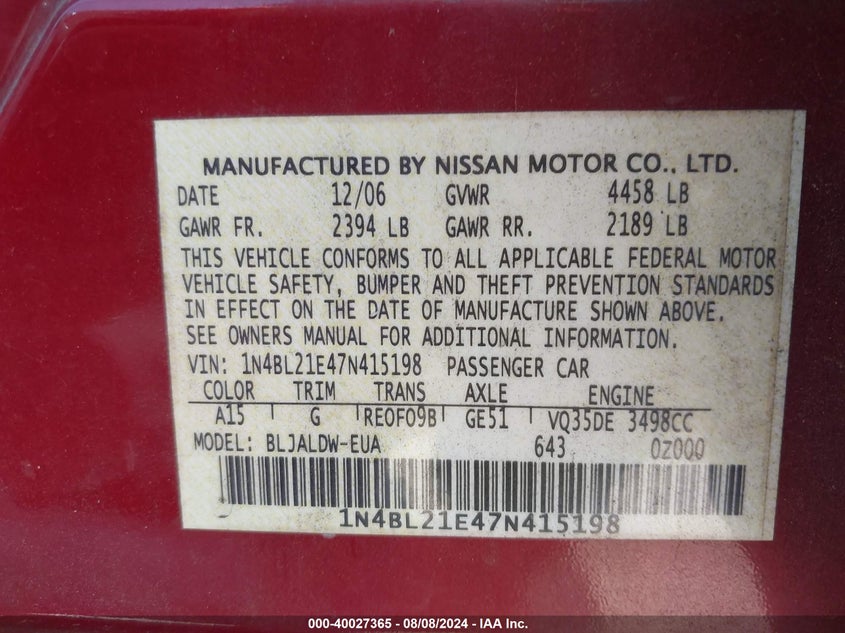 MANUFACTURED BY NISSAN MOTOR CO., LTD.
DATE 12/06 GVWR 4458 LB
GAWR FR. 2394 LB GAWR RR. 2189 LB
THIS VEHICLE CONFORMS TO ALL APPLICABLE FEDERAL MOTOR
VEHICLE SAFETY, BUMPER AND THEFT PREVENTION STANDARDS
IN EFFECT ON THE DATE OF MANUFACTURE SHOWN ABOVE.
SEE OWNERS MANUAL FOR ADDITIONAL INFORMATION.
VIN: 1N4BL21E47N415198 PASSENGER CAR
COLOR TRIM TRANS AXLE ENGINE
A15 G RE0F09B GE51 VQ35DE 3498CC
MODEL: BLJALDW-EUA 643 0Z000
1N4BL21E47N415198
000-40027365 - 08/08/2024 - IAA Inc.